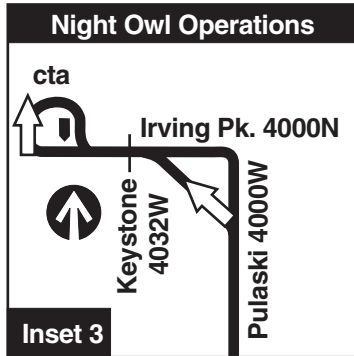 Night Owl Operations
cta
Irving Pk. 4000N
Keystone
4032W
Pulaski 4000W
Inset 3